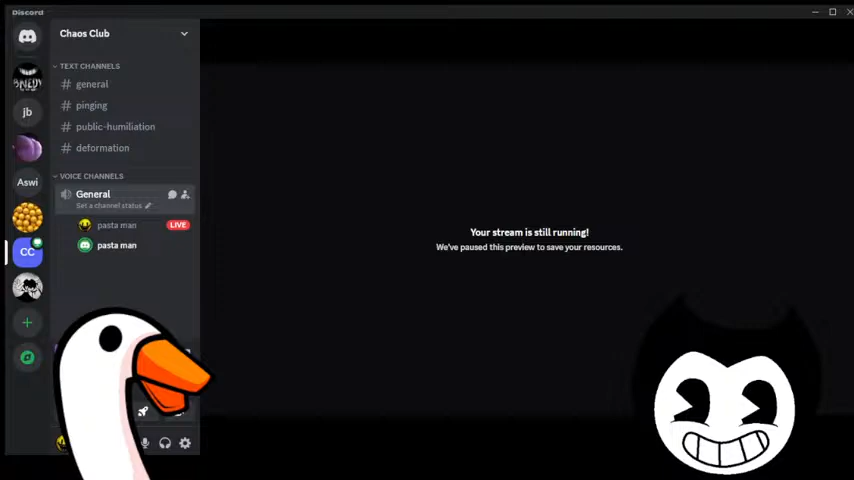 Discord
Chaos Club
TEXT CHANNELS
# general
# pinging
# public-humiliation
# deformation
jb
Aswi
VOICE CHANNELS
General
Set a channel status
pasta man
LIVE
CC
pasta man
Your stream is still running!
We've paused this preview to save your resources.